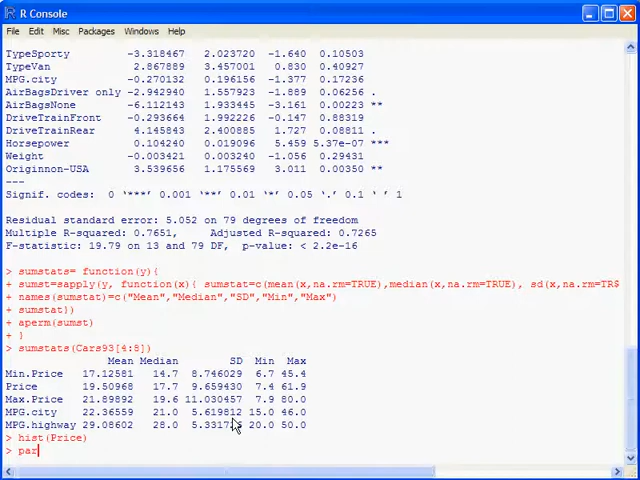 R Console
File Edit Misc Packages Windows Help
TypeSporty -3.318467 2.023720 -1.640 0.10503
TypeVan 2.867889 3.457001 0.830 0.40927
MPG.city -0.270132 0.196156 -1.377 0.17236
AirBagsDriver only -2.942940 1.557923 -1.889 0.06256 .
AirBagsNone -6.112143 1.933445 -3.161 0.00223 **
DriveTrainFront -0.293664 1.992226 -0.147 0.88319
DriveTrainRear 4.145843 2.400885 1.727 0.08811 .
Horsepower 0.104240 0.019096 5.459 5.37e-07 ***
Weight -0.003421 0.003240 -1.056 0.29431
Originnon-USA 3.539656 1.175569 3.011 0.00350 **
---
Signif. codes: 0 ‘***’ 0.001 ‘**’ 0.01 ‘*’ 0.05 ‘.’ 0.1 ‘ ’ 1
Residual standard error: 5.052 on 79 degrees of freedom
Multiple R-squared: 0.7651, Adjusted R-squared: 0.7265
F-statistic: 19.79 on 13 and 79 DF, p-value: < 2.2e-16
> sumstats= function(y){
+ sumst=sapply(y, function(x){ sumstat=c(mean(x,na.rm=TRUE),median(x,na.rm=TRUE), sd(x,na.rm=TR$
+ names(sumstat)=c("Mean","Median","SD","Min","Max")
+ sumstat})
+ aperm(sumst)
+ }
> sumstats(Cars93[4:8])
Mean Median SD Min Max
Min.Price 17.12581 14.7 8.746029 6.7 45.4
Price 19.50968 17.7 9.659430 7.4 61.9
Max.Price 21.89892 19.6 11.030457 7.9 80.0
MPG.city 22.36559 21.0 5.619812 15.0 46.0
MPG.highway 29.08602 28.0 20.0 50.0
> hist(Price)
> par